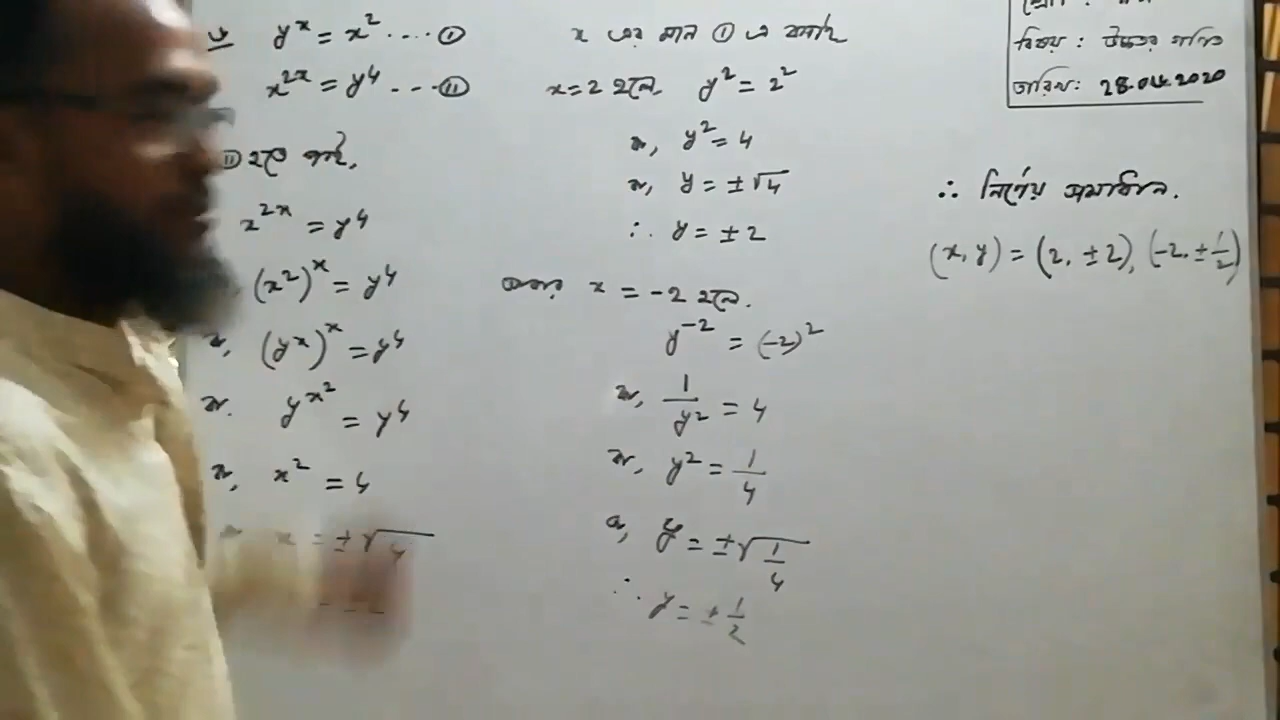 y^x = x^2 .... (i)
x^{2x} = y^4 ... (ii)
(ii) হতে পাই,
x^{2x} = y^4
(x^2)^x = y^4
বা, (y^x)^x = y^4
বা, y^{x^2} = y^4
বা, x^2 = 4
x = ±√4
x এর মান (i) এ বসাই
x=2 হলে, y^2 = 2^2
বা, y^2 = 4
বা, y = ±√4
∴ y = ±2
আবার x = -2 হলে,
y^{-2} = (-2)^2
বা, 1/y^2 = 4
বা, y^2 = 1/4
বা, y = ±√1/4
∴ y = ±1/2
বিষয় : উচ্চতর গণিত
তারিখ: 28.04.2020
∴ নির্ণেয় সমাধান,
(x, y) = (2, ±2), (-2, ±1/2)